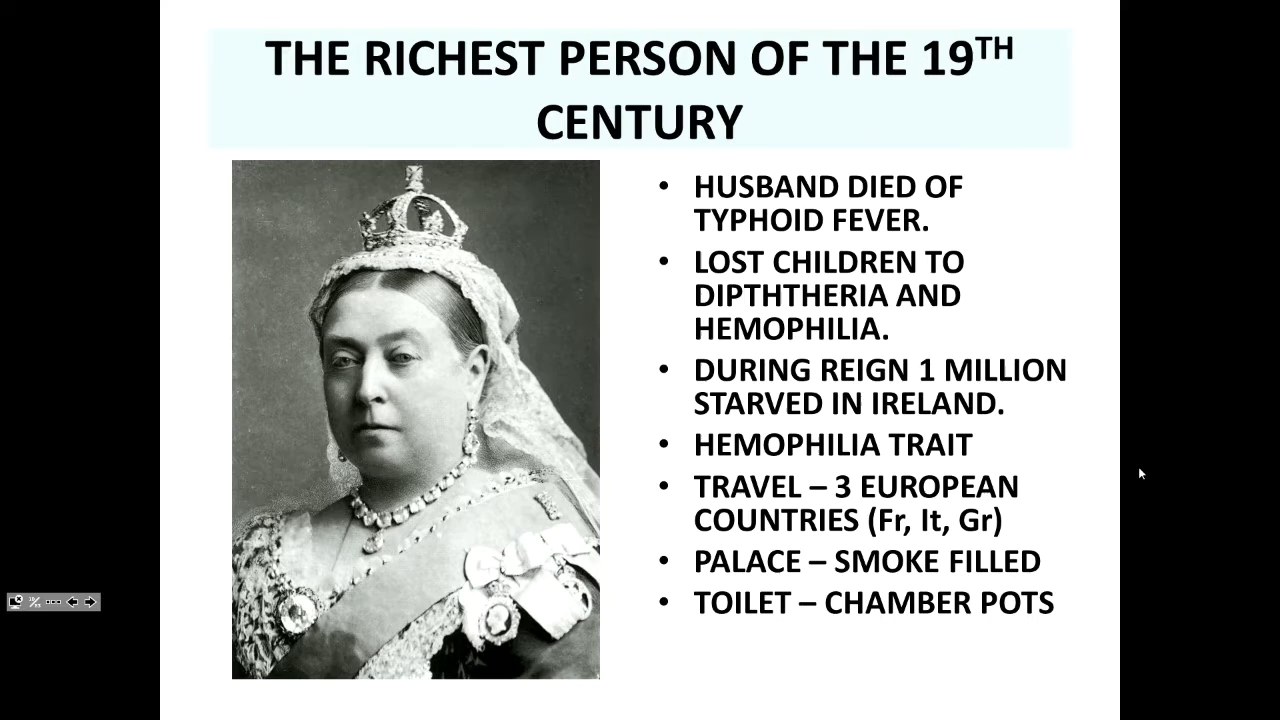 THE RICHEST PERSON OF THE 19TH
CENTURY
• HUSBAND DIED OF
TYPHOID FEVER.
• LOST CHILDREN TO
DIPTHTHERIA AND
HEMOPHILIA.
• DURING REIGN 1 MILLION
STARVED IN IRELAND.
• HEMOPHILIA TRAIT
• TRAVEL – 3 EUROPEAN
COUNTRIES (Fr, It, Gr)
• PALACE – SMOKE FILLED
• TOILET – CHAMBER POTS